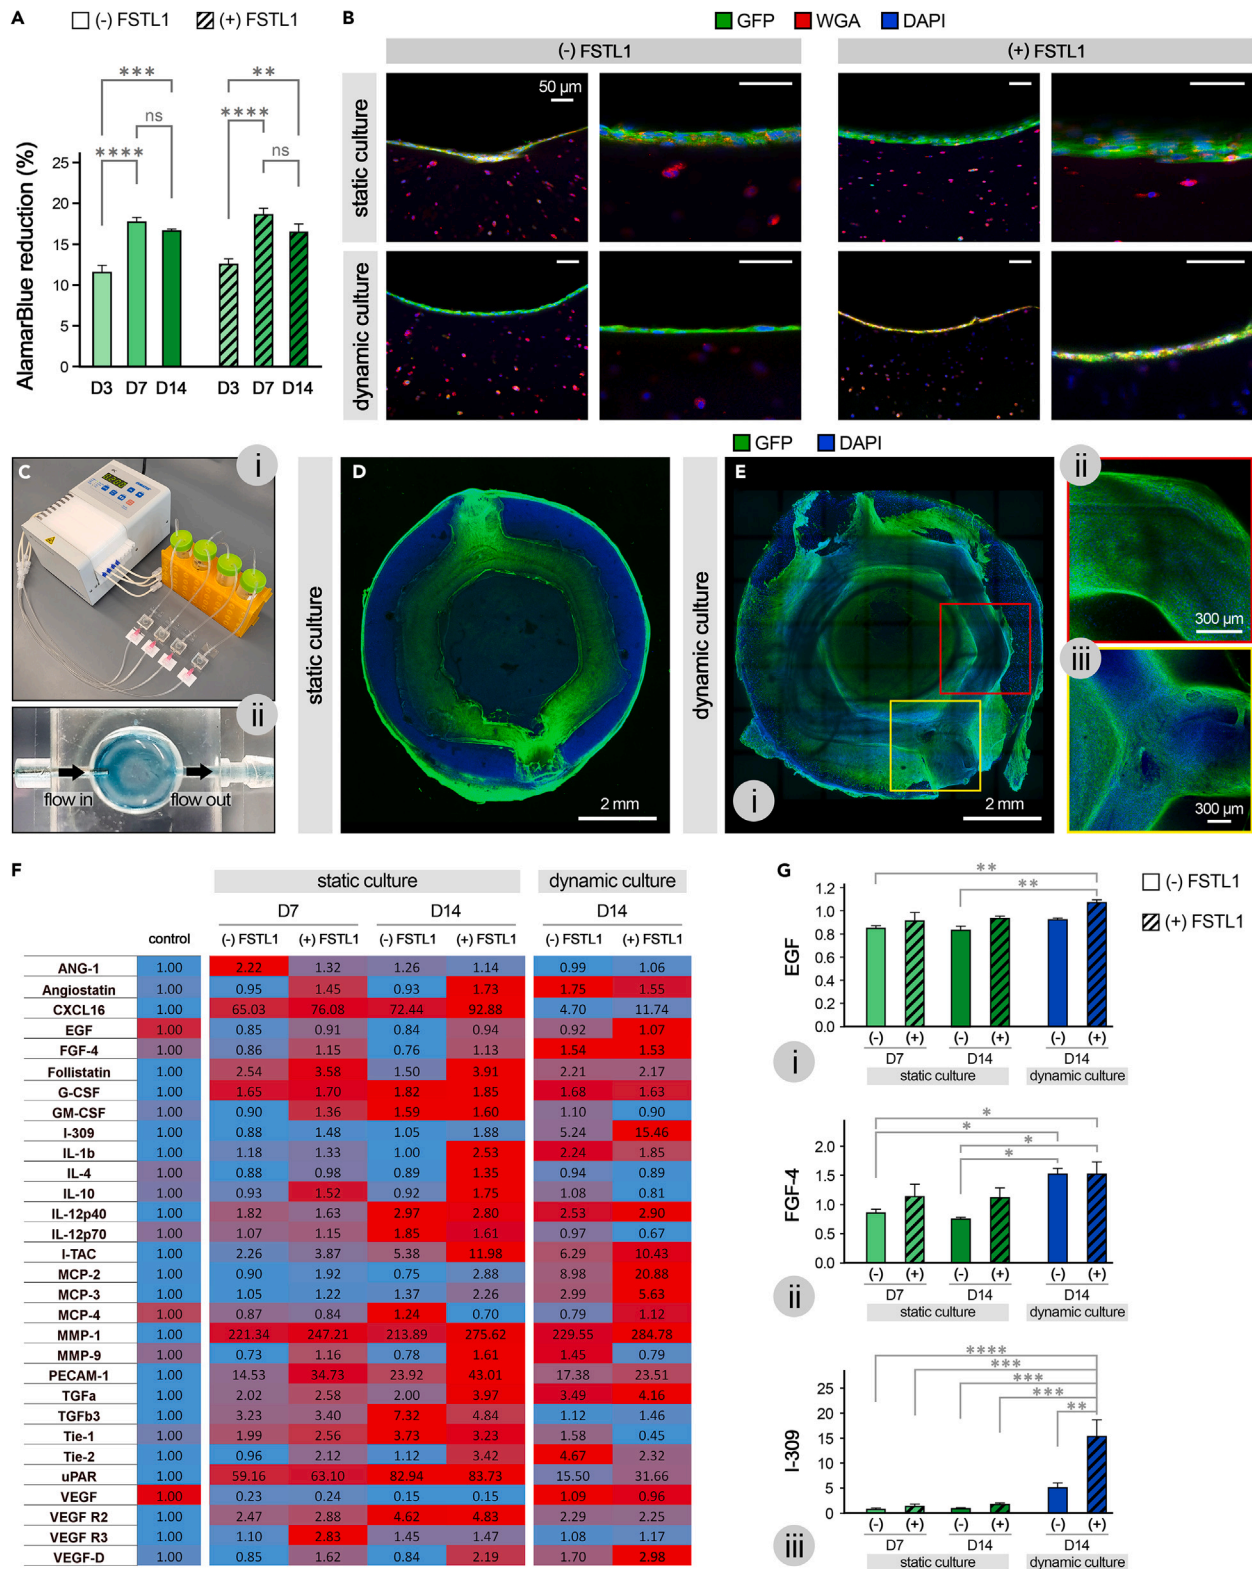 A
(-) FSTL1
(+) FSTL1
AlamarBlue reduction (%)
***
**
ns
****
****
ns
25
20
15
10
5
0
D3 D7 D14
D3 D7 D14
B
GFP WGA DAPI
(-) FSTL1
(+) FSTL1
static culture
50 µm
dynamic culture
GFP DAPI
C
i
ii
flow in
flow out
static culture
D
2 mm
dynamic culture
E
i
2 mm
ii
300 µm
iii
300 µm
F
static culture dynamic culture
D7 D14 D14
control (-) FSTL1 (+) FSTL1 (-) FSTL1 (+) FSTL1 (-) FSTL1 (+) FSTL1
ANG-1 1.00 2.22 1.32 1.26 1.14 0.99 1.06
Angiostatin 1.00 0.95 1.45 0.93 1.73 1.75 1.55
CXCL16 1.00 65.03 76.08 72.44 92.88 4.70 11.74
EGF 1.00 0.85 0.91 0.84 0.94 0.92 1.07
FGF-4 1.00 0.86 1.15 0.76 1.13 1.54 1.53
Follistatin 1.00 2.54 3.58 1.50 3.91 2.21 2.17
G-CSF 1.00 1.65 1.70 1.82 1.85 1.68 1.63
GM-CSF 1.00 0.90 1.36 1.59 1.60 1.10 0.90
I-309 1.00 0.88 1.48 1.05 1.88 5.24 15.46
IL-1b 1.00 1.18 1.33 1.00 2.53 2.24 1.85
IL-4 1.00 0.88 0.98 0.89 1.35 0.94 0.89
IL-10 1.00 0.93 1.52 0.92 1.75 1.08 0.81
IL-12p40 1.00 1.82 1.63 2.97 2.80 2.53 2.90
IL-12p70 1.00 1.07 1.15 1.85 1.61 0.97 0.67
I-TAC 1.00 2.26 3.87 5.38 11.98 6.29 10.43
MCP-2 1.00 0.90 1.92 0.75 2.88 8.98 20.88
MCP-3 1.00 1.05 1.22 1.37 2.26 2.99 5.63
MCP-4 1.00 0.87 0.84 1.24 0.70 0.79 1.12
MMP-1 1.00 221.34 247.21 213.89 275.62 229.55 284.78
MMP-9 1.00 0.73 1.16 0.78 1.61 1.45 0.79
PECAM-1 1.00 14.53 34.73 23.92 43.01 17.38 23.51
TGFa 1.00 2.02 2.58 2.00 3.97 3.49 4.16
TGFb3 1.00 3.23 3.40 7.32 4.84 1.12 1.46
Tie-1 1.00 1.99 2.56 3.73 3.23 1.58 0.45
Tie-2 1.00 0.96 2.12 1.12 3.42 4.67 2.32
uPAR 1.00 59.16 63.10 82.94 83.73 15.50 31.66
VEGF 1.00 0.23 0.24 0.15 0.15 1.09 0.96
VEGF R2 1.00 2.47 2.88 4.62 4.83 2.29 2.25
VEGF R3 1.00 1.10 2.83 1.45 1.47 1.08 1.17
VEGF-D 1.00 0.85 1.62 0.84 2.19 1.70 2.98
G
(-) FSTL1
(+) FSTL1
**
**
EGF
1.2
1.0
0.8
0.6
0.4
0.2
0.0
(-) (+) (-) (+) (-) (+)
D7 D14 D14
static culture dynamic culture
i
*
*
*
*
FGF-4
2.0
1.5
1.0
0.5
0.0
(-) (+) (-) (+) (-) (+)
D7 D14 D14
static culture dynamic culture
ii
****
***
***
***
**
I-309
25
20
15
10
5
0
(-) (+) (-) (+) (-) (+)
D7 D14 D14
static culture dynamic culture
iii